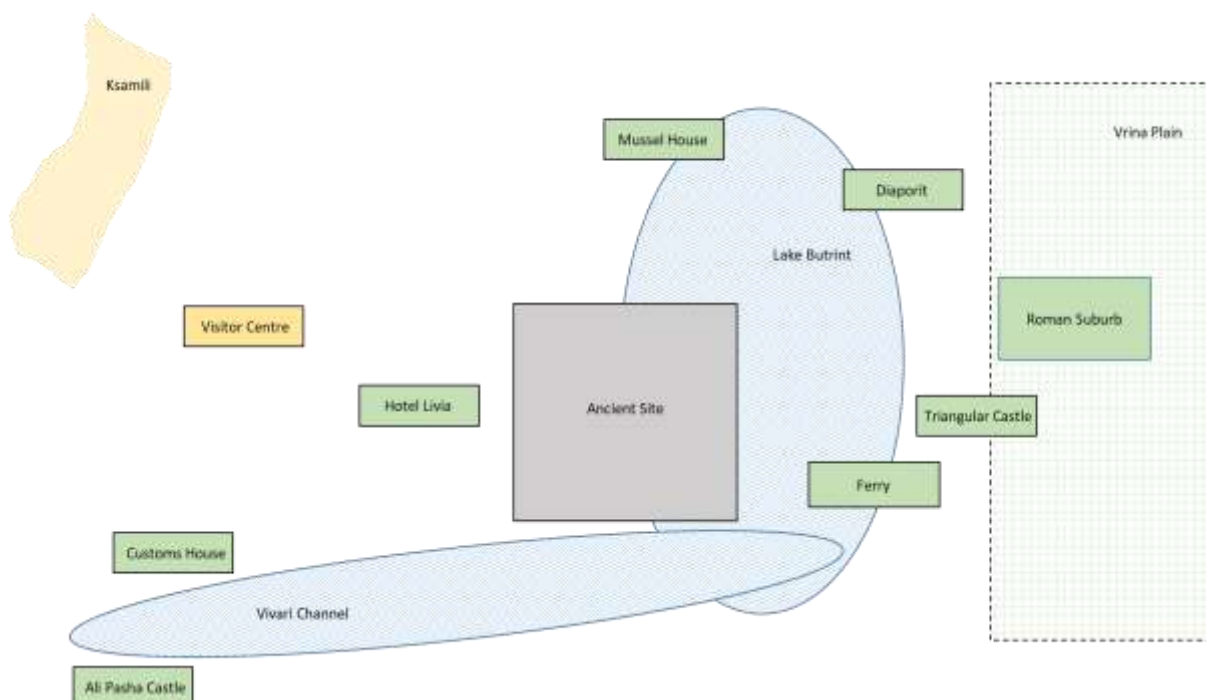 Ksamili
Mussel House
Vrina Plain
Diaporit
Lake Butrint
Visitor Centre
Roman Suburb
Hotel Livia
Ancient Site
Triangular Castle
Ferry
Customs House
Vivari Channel
Ali Pasha Castle